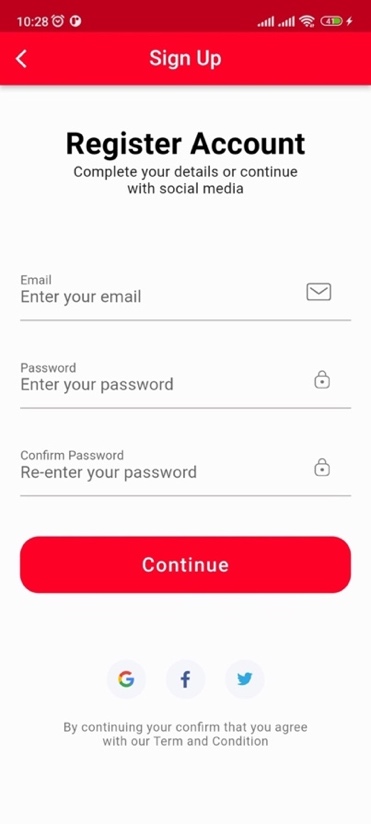 10:28
41
Sign Up
Register Account
Complete your details or continue
with social media
Email
Enter your email
Password
Enter your password
Confirm Password
Re-enter your password
Continue
By continuing your confirm that you agree
with our Term and Condition